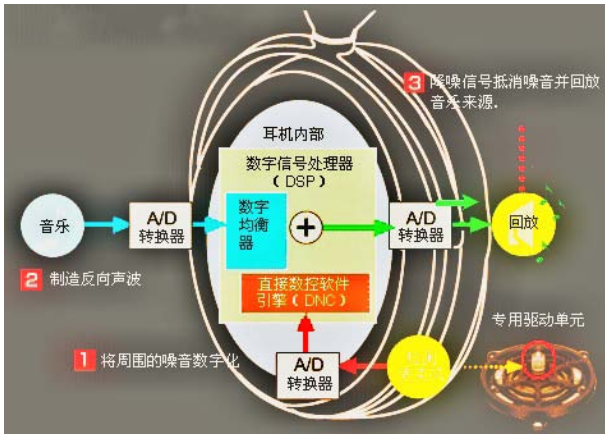 3 降噪信号抵消噪音并回放
音乐来源.
耳机内部
数字信号处理器
(DSP)
音乐
A/D
转换器
数字
均衡
器
+
A/D
转换器
回放
2 制造反向声波
直接数控软件
引擎(DNC)
专用驱动单元
1 将周围的噪音数字化
A/D
转换器